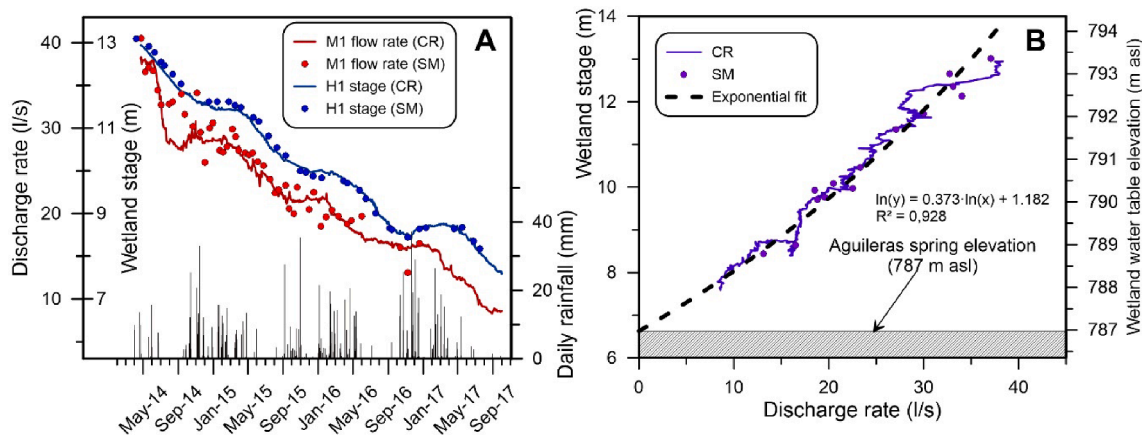 A
M1 flow rate (CR)
M1 flow rate (SM)
H1 stage (CR)
H1 stage (SM)
Discharge rate (l/s)
40
30
20
10
Wetland stage (m)
13
11
9
7
Daily rainfall (mm)
40
20
0
May-14
Sep-14
Jan-15
May-15
Sep-15
Jan-16
May-16
Sep-16
Jan-17
May-17
Sep-17
B
CR
SM
Exponential fit
Wetland stage (m)
14
12
10
8
6
Wetland water table elevation (m asl)
794
793
792
791
790
789
788
787
ln(y) = 0.373·ln(x) + 1.182
R² = 0,928
Aguileras spring elevation
(787 m asl)
0
10
20
30
40
Discharge rate (l/s)